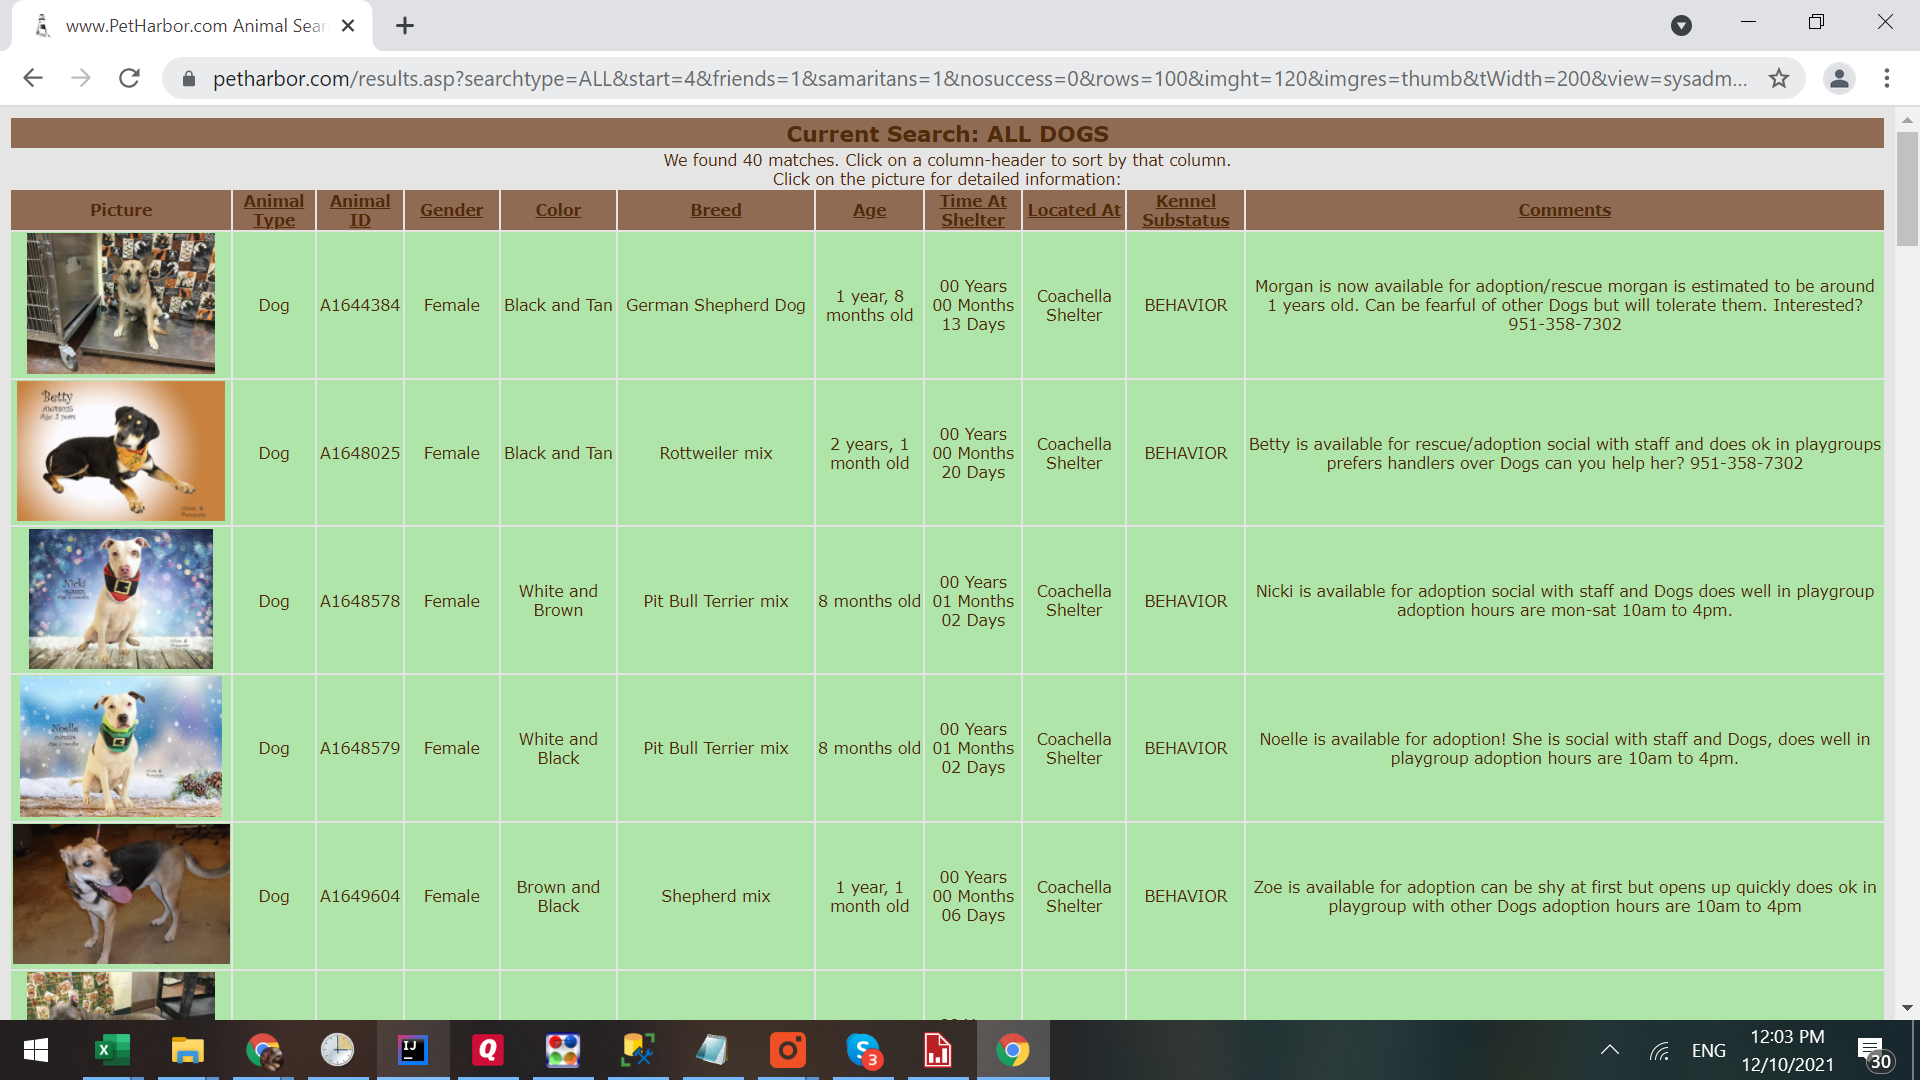 www.PetHarbor.com Animal Sear
petharbor.com/results.asp?searchtype=ALL&start=4&friends=1&samaritans=1&nosuccess=0&rows=100&imght=120&imgres=thumb&tWidth=200&view=sysadm...
Current Search: ALL DOGS
We found 40 matches. Click on a column-header to sort by that column.
Click on the picture for detailed information:
Picture
Animal
Type
Animal
ID
Gender
Color
Breed
Age
Time At
Shelter
Located At
Kennel
Substatus
Comments
Dog
A1644384
Female
Black and Tan
German Shepherd Dog
1 year, 8
months old
00 Years
00 Months
13 Days
Coachella
Shelter
BEHAVIOR
Morgan is now available for adoption/rescue morgan is estimated to be around
1 years old. Can be fearful of other Dogs but will tolerate them. Interested?
951-358-7302
Betty
Dog
A1648025
Female
Black and Tan
Rottweiler mix
2 years, 1
month old
00 Years
00 Months
20 Days
Coachella
Shelter
BEHAVIOR
Betty is available for rescue/adoption social with staff and does ok in playgroups
prefers handlers over Dogs can you help her? 951-358-7302
Nicki
Dog
A1648578
Female
White and
Brown
Pit Bull Terrier mix
8 months old
00 Years
01 Months
02 Days
Coachella
Shelter
BEHAVIOR
Nicki is available for adoption social with staff and Dogs does well in playgroup
adoption hours are mon-sat 10am to 4pm.
Noelle
Dog
A1648579
Female
White and
Black
Pit Bull Terrier mix
8 months old
00 Years
01 Months
02 Days
Coachella
Shelter
BEHAVIOR
Noelle is available for adoption! She is social with staff and Dogs, does well in
playgroup adoption hours are 10am to 4pm.
Dog
A1649604
Female
Brown and
Black
Shepherd mix
1 year, 1
month old
00 Years
00 Months
06 Days
Coachella
Shelter
BEHAVIOR
Zoe is available for adoption can be shy at first but opens up quickly does ok in
playgroup with other Dogs adoption hours are 10am to 4pm
X
IJ
Q
S
3
ENG
12:03 PM
12/10/2021
30